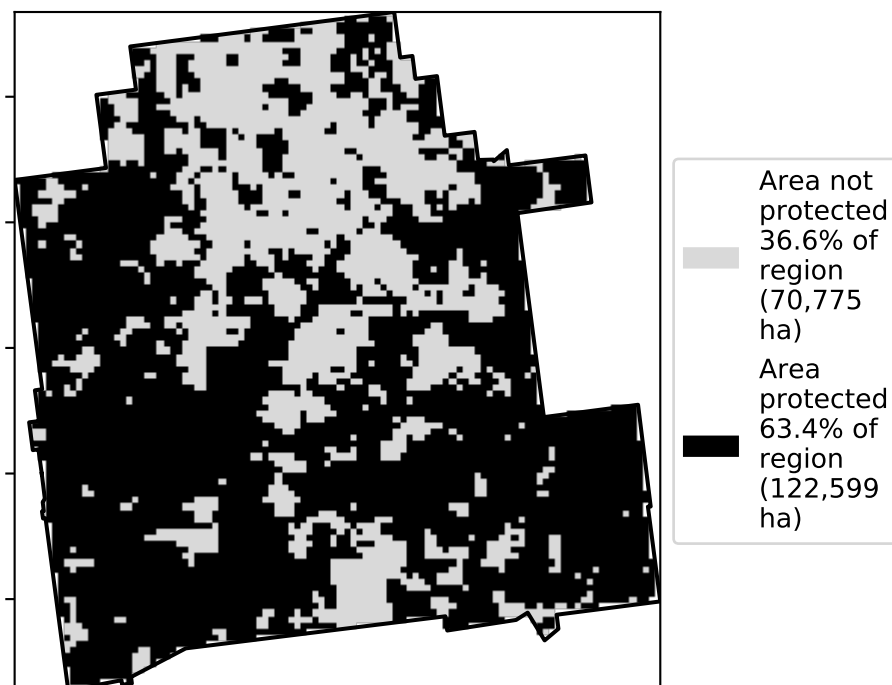 Area not
protected
36.6% of
region
(70,775
ha)
Area
protected
63.4% of
region
(122,599
ha)